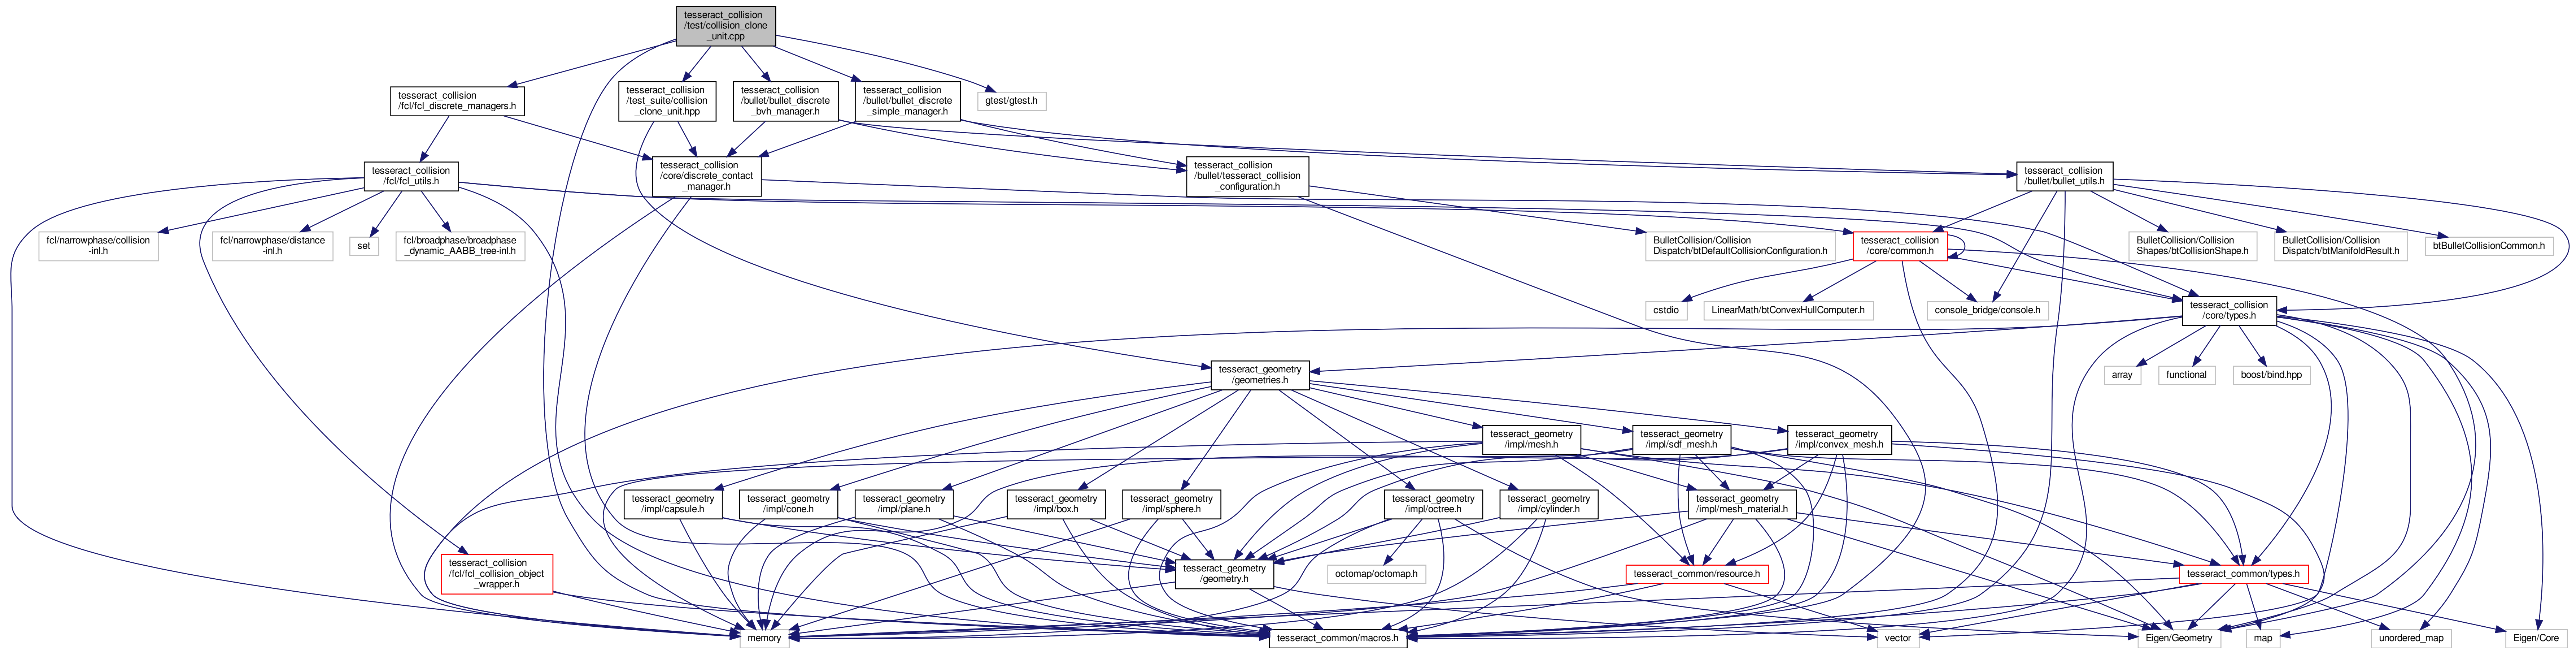 tesseract_collision
/test/collision_clone
_unit.cpp
tesseract_collision
/fcl/fcl_discrete_managers.h
tesseract_collision
/test_suite/collision
_clone_unit.hpp
tesseract_collision
/bullet/bullet_discrete
_bvh_manager.h
tesseract_collision
/bullet/bullet_discrete
_simple_manager.h
gtest/gtest.h
tesseract_collision
/fcl/fcl_utils.h
tesseract_collision
/core/discrete_contact
_manager.h
tesseract_collision
/bullet/tesseract_collision
_configuration.h
tesseract_collision
/bullet/bullet_utils.h
fcl/narrowphase/collision
-inl.h
fcl/narrowphase/distance
-inl.h
set
fcl/broadphase/broadphase
_dynamic_AABB_tree-inl.h
BulletCollision/Collision
Dispatch/btDefaultCollisionConfiguration.h
tesseract_collision
/core/common.h
BulletCollision/Collision
Shapes/btCollisionShape.h
BulletCollision/Collision
Dispatch/btManifoldResult.h
btBulletCollisionCommon.h
cstdio
LinearMath/btConvexHullComputer.h
console_bridge/console.h
tesseract_collision
/core/types.h
tesseract_geometry
/geometries.h
array
functional
boost/bind.hpp
tesseract_geometry
/impl/mesh.h
tesseract_geometry
/impl/sdf_mesh.h
tesseract_geometry
/impl/convex_mesh.h
tesseract_geometry
/impl/capsule.h
tesseract_geometry
/impl/cone.h
tesseract_geometry
/impl/plane.h
tesseract_geometry
/impl/box.h
tesseract_geometry
/impl/sphere.h
tesseract_geometry
/impl/octree.h
tesseract_geometry
/impl/cylinder.h
tesseract_geometry
/impl/mesh_material.h
tesseract_collision
/fcl/fcl_collision_object
_wrapper.h
tesseract_geometry
/geometry.h
octomap/octomap.h
tesseract_common/resource.h
tesseract_common/types.h
memory
tesseract_common/macros.h
vector
Eigen/Geometry
map
unordered_map
Eigen/Core